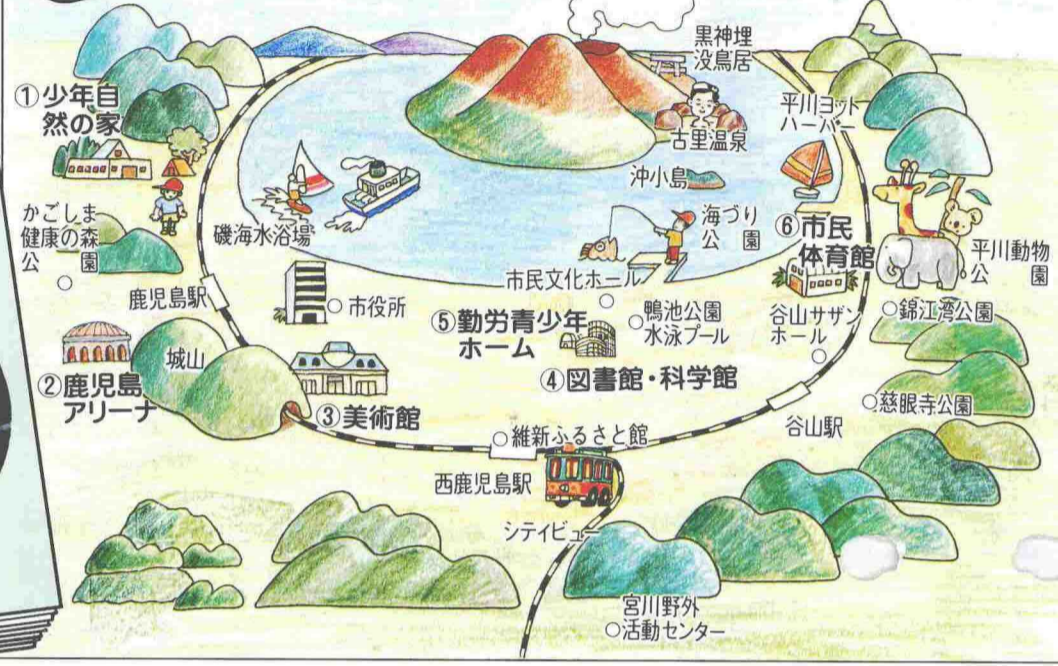 黒神埋
没鳥居
古里温泉
平川ヨット
ハーバー
①少年自
然の家
沖小島
かごしま
健康の森
公園
磯海水浴場
海づり
公園
⑥市民
体育館
平川動物
公園
市民文化ホール
鹿児島駅
市役所
⑤勤労青少年
ホーム
鴨池公園
水泳プール
谷山サザン
ホール
錦江湾公園
城山
②鹿児島
アリーナ
④図書館・科学館
③美術館
慈眼寺公園
維新ふるさと館
谷山駅
西鹿児島駅
シテイビュー
宮川野外
活動センター